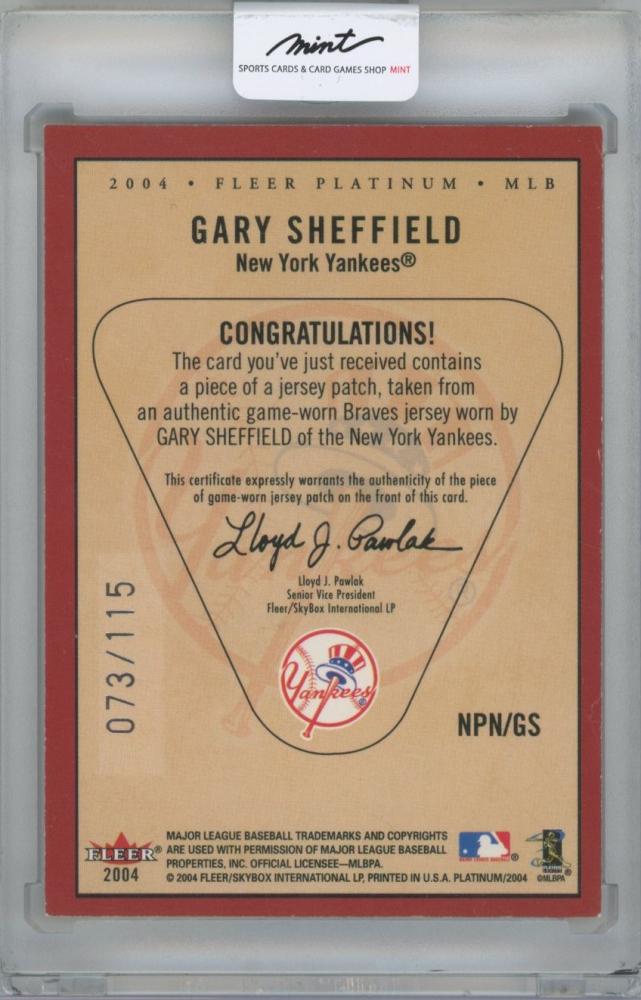 mint
SPORTS CARDS & CARD GAMES SHOP MINT
2004 • FLEER PLATINUM • MLB
GARY SHEFFIELD
New York Yankees®
CONGRATULATIONS!
The card you've just received contains
a piece of a jersey patch, taken from
an authentic game-worn Braves jersey worn by
GARY SHEFFIELD of the New York Yankees.
This certificate expressly warrants the authenticity of the piece
of game-worn jersey patch on the front of this card.
Lloyd J. Pawlak
Lloyd J. Pawlak
Senior Vice President
Fleer/SkyBox International LP
073/115
Yankees
NPN/GS
FLEER®
2004
MAJOR LEAGUE BASEBALL TRADEMARKS AND COPYRIGHTS
ARE USED WITH PERMISSION OF MAJOR LEAGUE BASEBALL
PROPERTIES, INC. OFFICIAL LICENSEE—MLBPA.
© 2004 FLEER/SKYBOX INTERNATIONAL LP, PRINTED IN U.S.A. PLATINUM/2004
©MLBPA